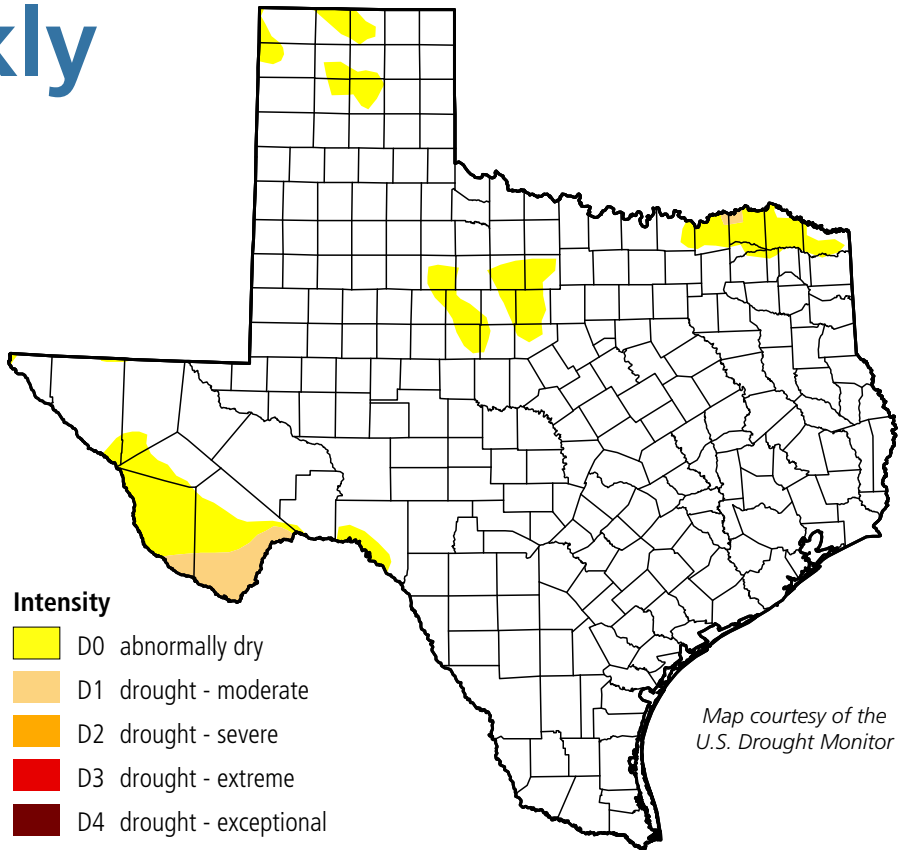 kly
Intensity
D0 abnormally dry
D1 drought - moderate
D2 drought - severe
D3 drought - extreme
D4 drought - exceptional
Map courtesy of the
U.S. Drought Monitor